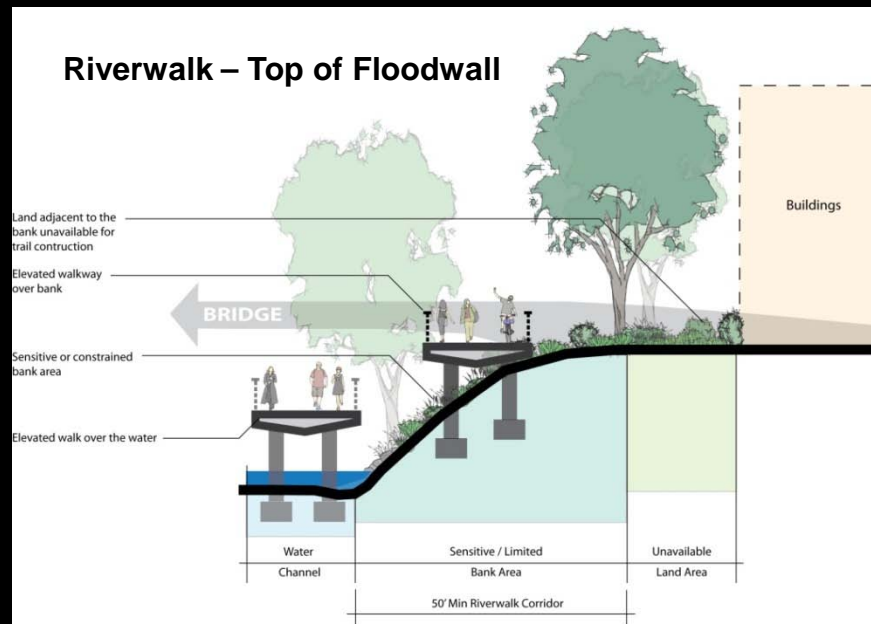 Riverwalk – Top of Floodwall
Land adjacent to the
bank unavailable for
trail contruction
Elevated walkway
over bank
BRIDGE
Sensitive or constrained
bank area
Elevated walk over the water
Buildings
Water
Channel
Sensitive / Limited
Bank Area
Unavailable
Land Area
50' Min Riverwalk Corridor